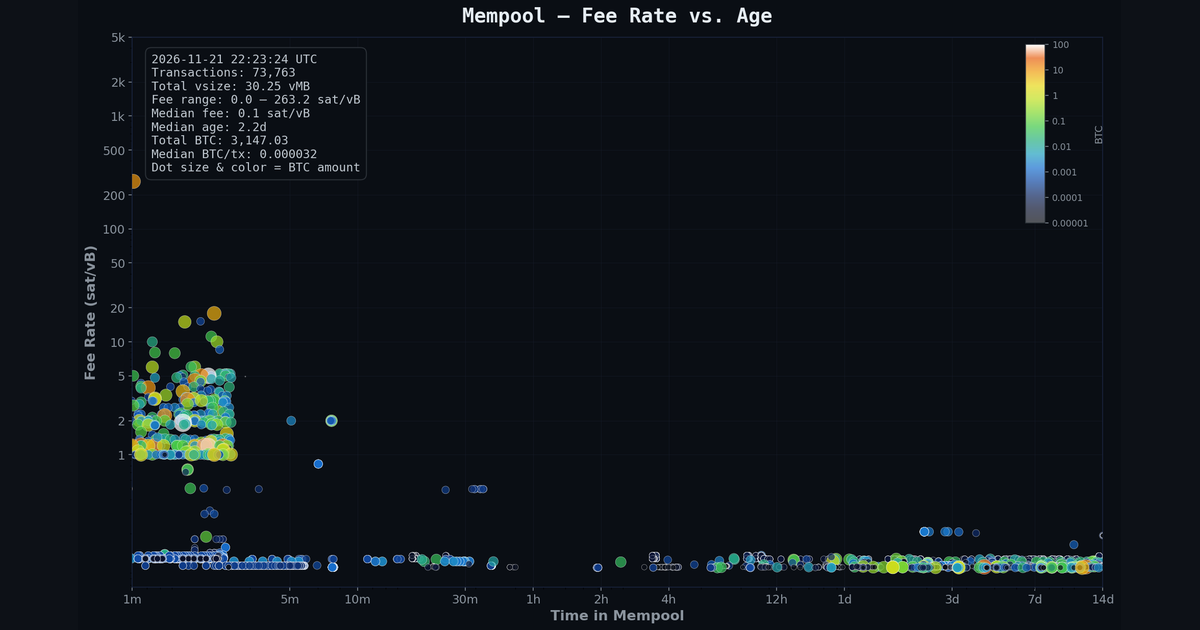 Mempool — Fee Rate vs. Age
2026-11-21 22:23:24 UTC
Transactions: 73,763
Total vsize: 30.25 vMB
Fee range: 0.0 — 263.2 sat/vB
Median fee: 0.1 sat/vB
Median age: 2.2d
Total BTC: 3,147.03
Median BTC/tx: 0.000032
Dot size & color = BTC amount
100
10
1
0.1
0.01
0.001
0.0001
0.00001
BTC
5k
2k
1k
500
200
100
50
20
10
5
2
1
Fee Rate (sat/vB)
1m 5m 10m 30m 1h 2h 4h 12h 1d 3d 7d 14d
Time in Mempool